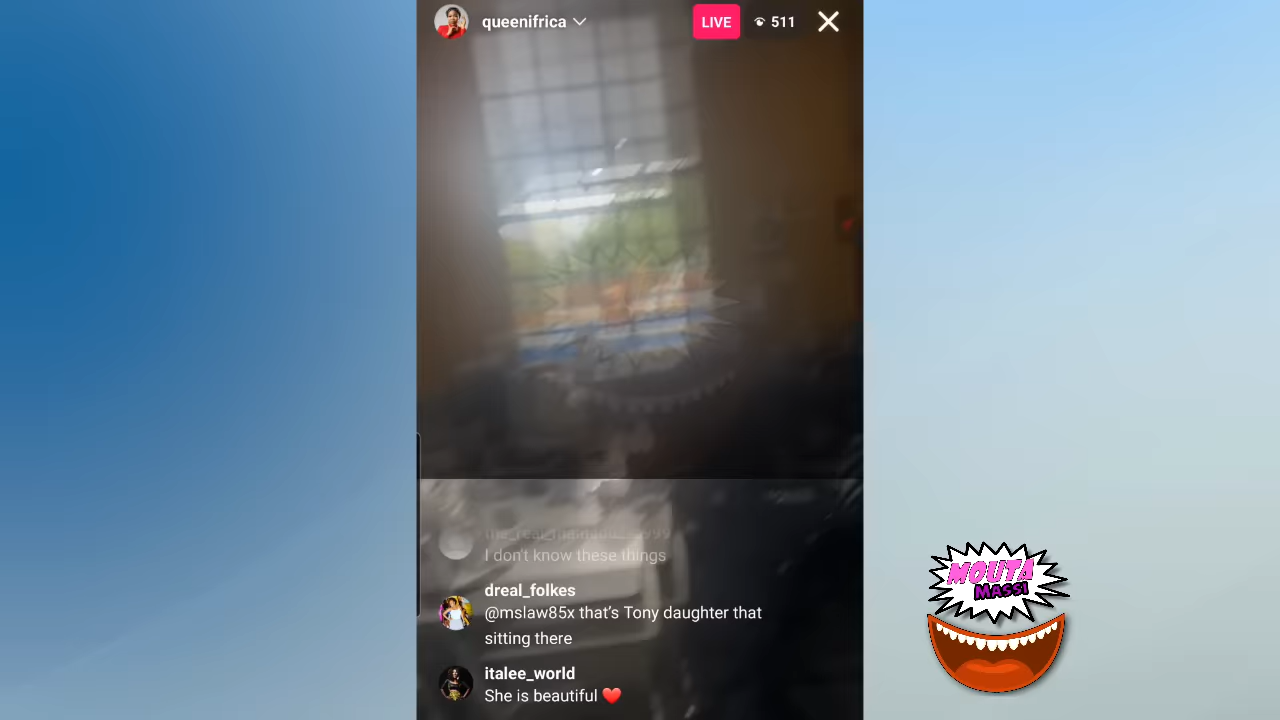 queenifrica
LIVE
511
I don't know these things
dreal_folkes
@mslaw85x that's Tony daughter that
sitting there
italee_world
She is beautiful ❤️
MOUTA
MASSI